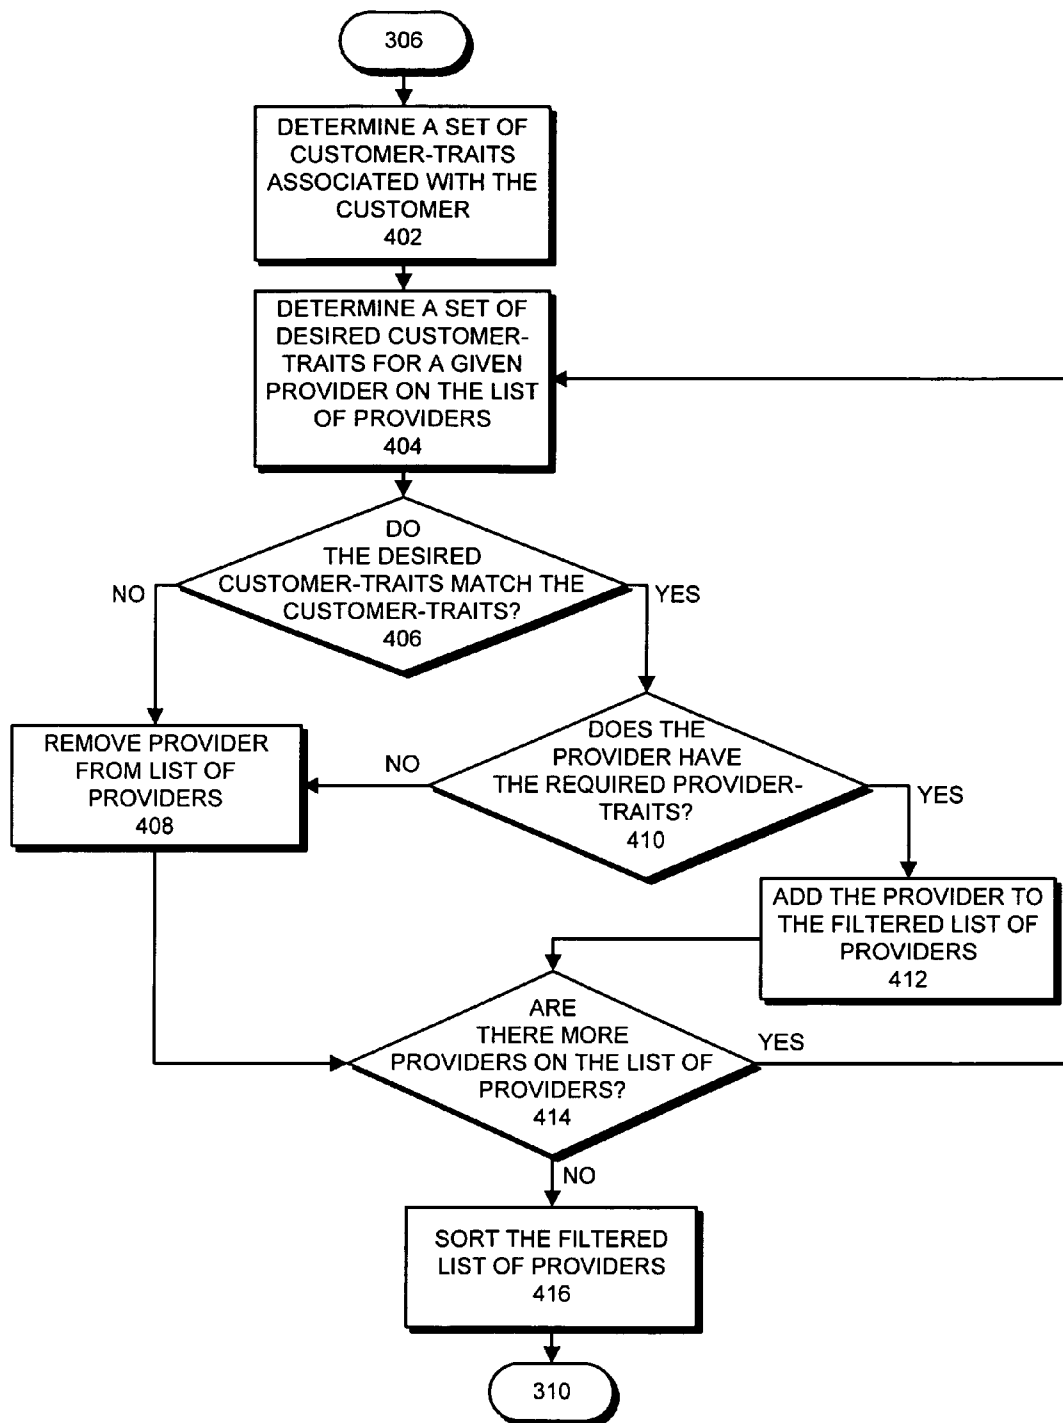 306
DETERMINE A SET OF
CUSTOMER-TRAITS
ASSOCIATED WITH THE
CUSTOMER
402
DETERMINE A SET OF
DESIRED CUSTOMER-
TRAITS FOR A GIVEN
PROVIDER ON THE LIST
OF PROVIDERS
404
DO
THE DESIRED
CUSTOMER-TRAITS MATCH THE
CUSTOMER-TRAITS?
406
NO
YES
REMOVE PROVIDER
FROM LIST OF
PROVIDERS
408
NO
DOES THE
PROVIDER HAVE
THE REQUIRED PROVIDER-
TRAITS?
410
YES
ADD THE PROVIDER TO
THE FILTERED LIST OF
PROVIDERS
412
ARE
THERE MORE
PROVIDERS ON THE LIST OF
PROVIDERS?
414
YES
NO
SORT THE FILTERED
LIST OF PROVIDERS
416
310